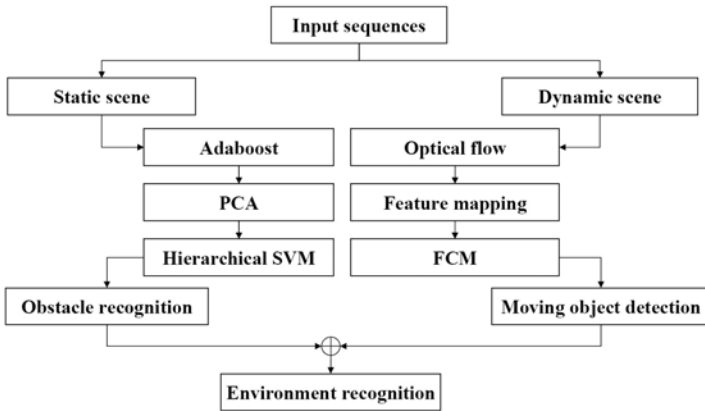 Input sequences
Static scene
Dynamic scene
Adaboost
Optical flow
PCA
Feature mapping
Hierarchical SVM
FCM
Obstacle recognition
Moving object detection
Environment recognition